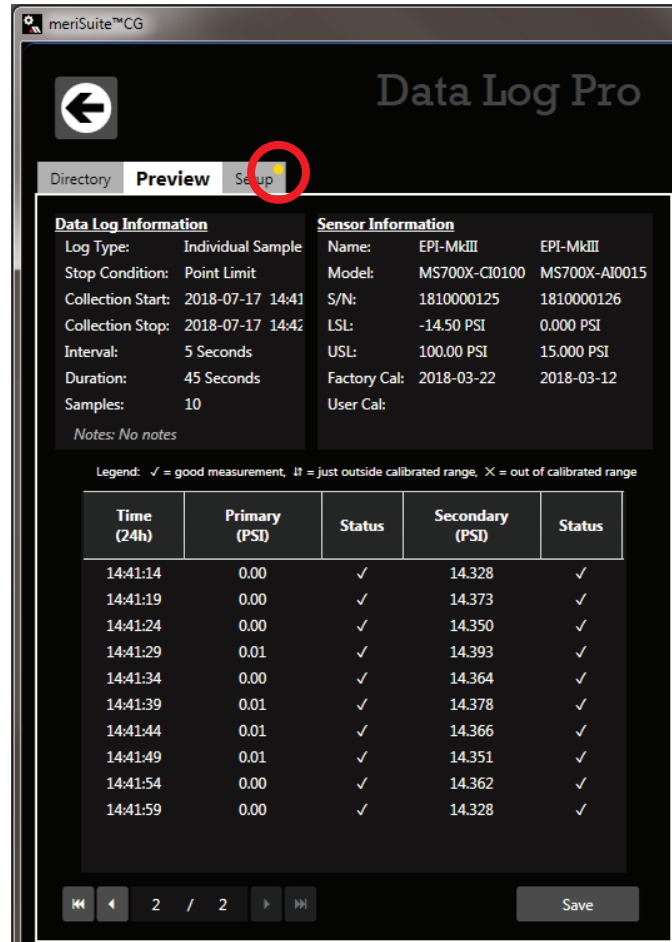 meriSuite™CG
Data Log Pro
Directory Preview Setup
Data Log Information
Log Type: Individual Sample
Stop Condition: Point Limit
Collection Start: 2018-07-17 14:41
Collection Stop: 2018-07-17 14:42
Interval: 5 Seconds
Duration: 45 Seconds
Samples: 10
Notes: No notes
Sensor Information
Name: EPI-MkIII EPI-MkIII
Model: MS700X-CI0100 MS700X-AI0015
S/N: 1810000125 1810000126
LSL: -14.50 PSI 0.000 PSI
USL: 100.00 PSI 15.000 PSI
Factory Cal: 2018-03-22 2018-03-12
User Cal:
Legend: ✓ = good measurement, ↓↑ = just outside calibrated range, ✕ = out of calibrated range
Time Primary Status Secondary Status
(24h) (PSI) (PSI)
14:41:14 0.00 ✓ 14.328 ✓
14:41:19 0.00 ✓ 14.373 ✓
14:41:24 0.00 ✓ 14.350 ✓
14:41:29 0.01 ✓ 14.393 ✓
14:41:34 0.00 ✓ 14.364 ✓
14:41:39 0.01 ✓ 14.378 ✓
14:41:44 0.01 ✓ 14.366 ✓
14:41:49 0.01 ✓ 14.351 ✓
14:41:54 0.00 ✓ 14.362 ✓
14:41:59 0.00 ✓ 14.328 ✓
2 / 2 Save